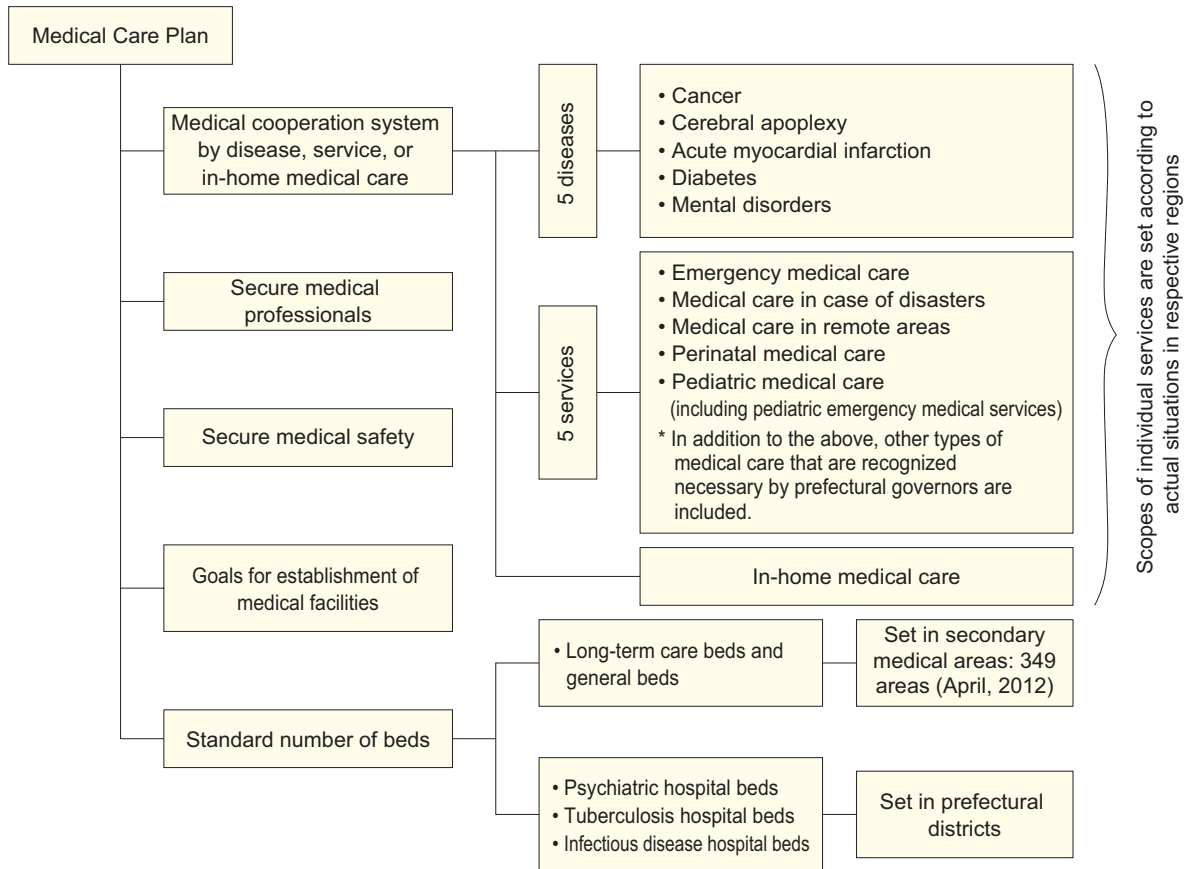 Medical Care Plan
Medical cooperation system
by disease, service, or
in-home medical care
5 diseases
• Cancer
• Cerebral apoplexy
• Acute myocardial infarction
• Diabetes
• Mental disorders
Secure medical
professionals
5 services
• Emergency medical care
• Medical care in case of disasters
• Medical care in remote areas
• Perinatal medical care
• Pediatric medical care
(including pediatric emergency medical services)
* In addition to the above, other types of
medical care that are recognized
necessary by prefectural governors are
included.
Secure medical safety
In-home medical care
Scopes of individual services are set according to
actual situations in respective regions
Goals for establishment of
medical facilities
Standard number of beds
• Long-term care beds and
general beds
Set in secondary
medical areas: 349
areas (April, 2012)
• Psychiatric hospital beds
• Tuberculosis hospital beds
• Infectious disease hospital beds
Set in prefectural
districts